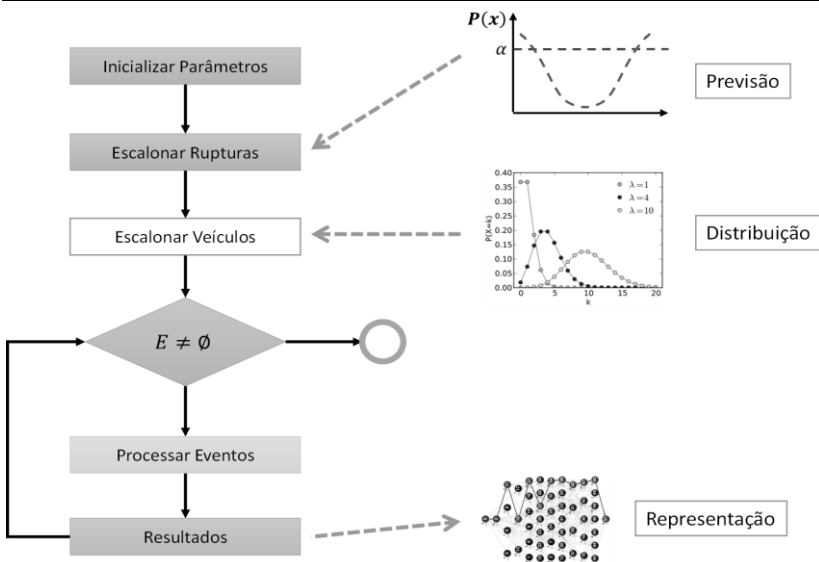 Inicializar Parâmetros
Escalonar Rupturas
Escalonar Veículos
E ≠ ∅
Processar Eventos
Resultados
P(x)
α
Previsão
0.40
0.35
0.30
0.25
0.20
0.15
0.10
0.05
0.00
P(X=k)
λ=1
λ=4
λ=10
0
5
10
15
20
k
Distribuição
Representação